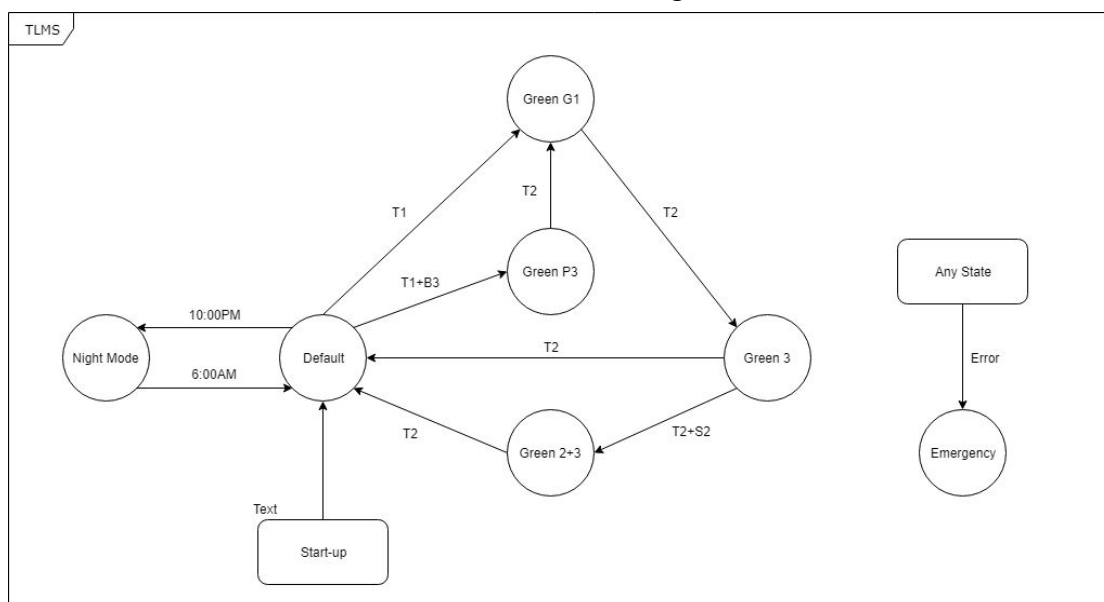 TLMS
Green G1
T2
T1
T2
Green P3
T1+B3
Any State
10:00PM
Night Mode
Default
T2
Green 3
Error
6:00AM
T2
Green 2+3
T2+S2
Emergency
Text
Start-up